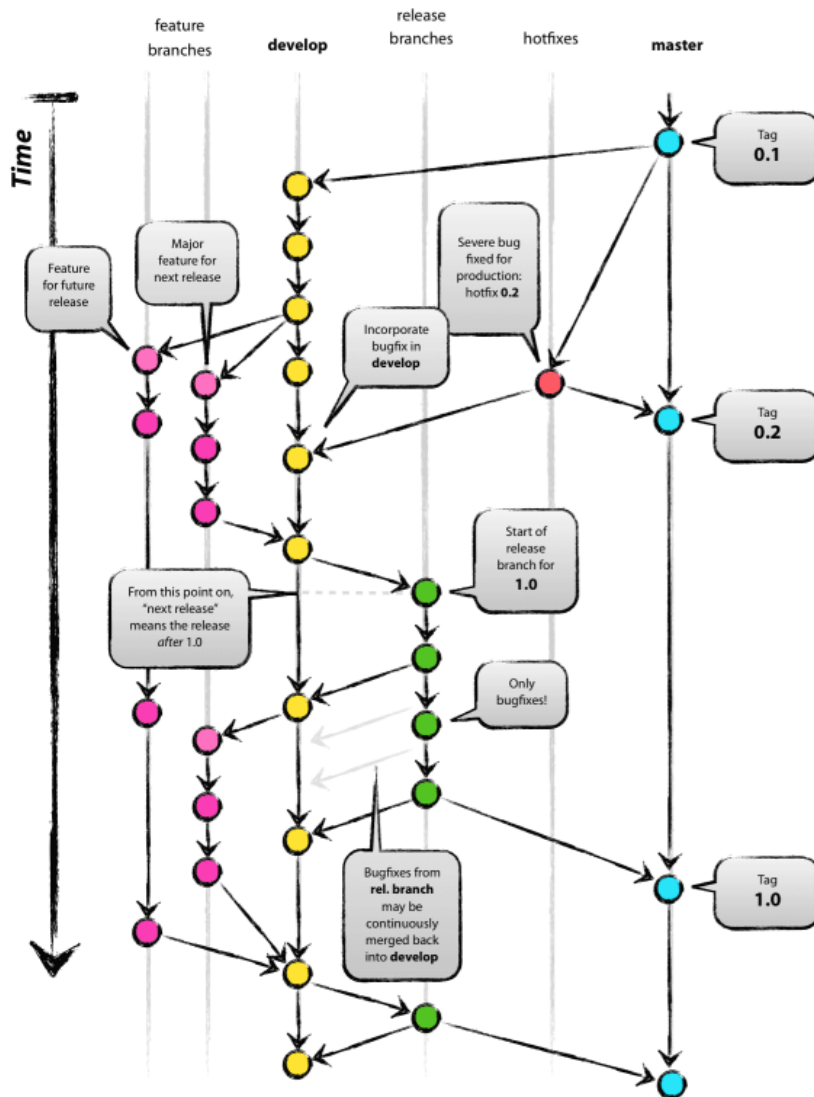 feature
branches
develop
release
branches
hotfixes
master
Time
Tag
0.1
Major
feature for
next release
Feature
for future
release
Severe bug
fixed for
production:
hotfix 0.2
Incorporate
bugfix in
develop
Tag
0.2
Start of
release
branch for
1.0
From this point on,
“next release”
means the release
after 1.0
Only
bugfixes!
Bugfixes from
rel. branch
may be
continuously
merged back
into develop
Tag
1.0